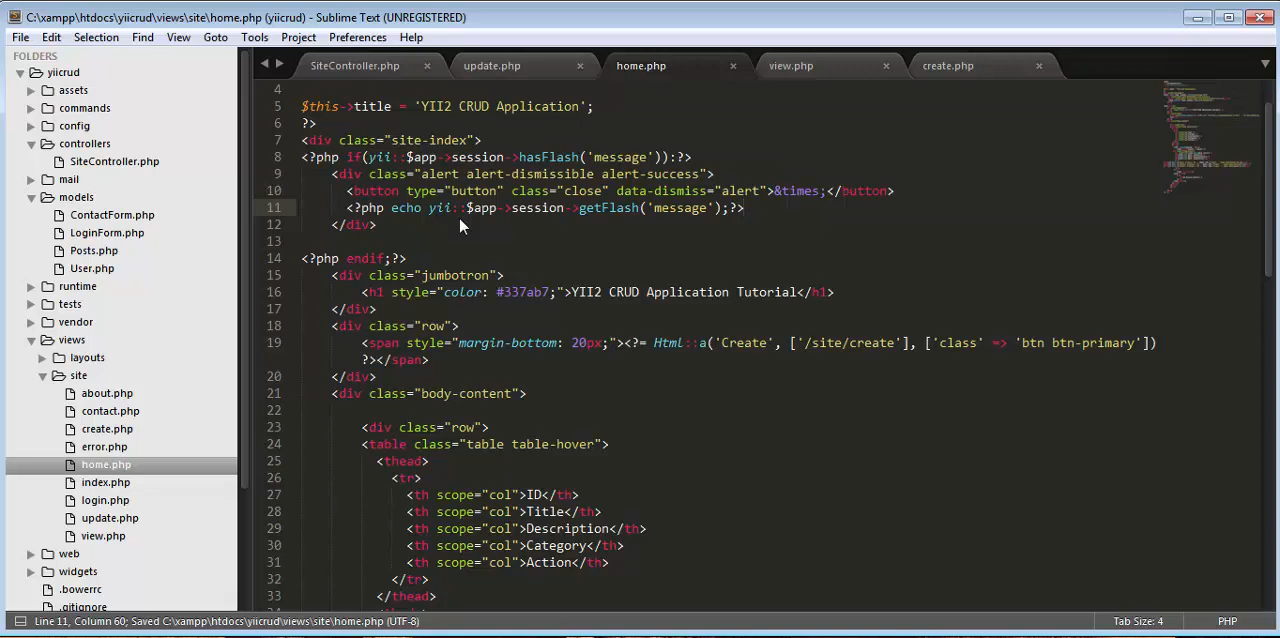 C:\xampp\htdocs\yiicrud\views\site\home.php (yiicrud) - Sublime Text (UNREGISTERED)
File Edit Selection Find View Goto Tools Project Preferences Help
FOLDERS
yiicrud
assets
commands
config
controllers
SiteController.php
mail
models
ContactForm.php
LoginForm.php
Posts.php
User.php
runtime
tests
vendor
views
layouts
site
about.php
contact.php
create.php
error.php
home.php
index.php
login.php
update.php
view.php
web
widgets
.bowerrc
.gitignore
SiteController.php × update.php × home.php × view.php × create.php ×
4
5 $this->title = 'YII2 CRUD Application';
6 ?>
7 <div class="site-index">
8 <?php if(yii::$app->session->hasFlash('message')):?>
9 <div class="alert alert-dismissible alert-success">
10 <button type="button" class="close" data-dismiss="alert">&times;</button>
11 <?php echo yii::$app->session->getFlash('message');?>
12 </div>
13
14 <?php endif;?>
15 <div class="jumbotron">
16 <h1 style="color: #337ab7;">YII2 CRUD Application Tutorial</h1>
17 </div>
18 <div class="row">
19 <span style="margin-bottom: 20px;"><?= Html::a('Create', ['/site/create'], ['class' => 'btn btn-primary'])
?></span>
20 </div>
21 <div class="body-content">
22
23 <div class="row">
24 <table class="table table-hover">
25 <thead>
26 <tr>
27 <th scope="col">ID</th>
28 <th scope="col">Title</th>
29 <th scope="col">Description</th>
30 <th scope="col">Category</th>
31 <th scope="col">Action</th>
32 </tr>
33 </thead>
Line 11, Column 60; Saved C:\xampp\htdocs\yiicrud\views\site\home.php (UTF-8) Tab Size: 4 PHP